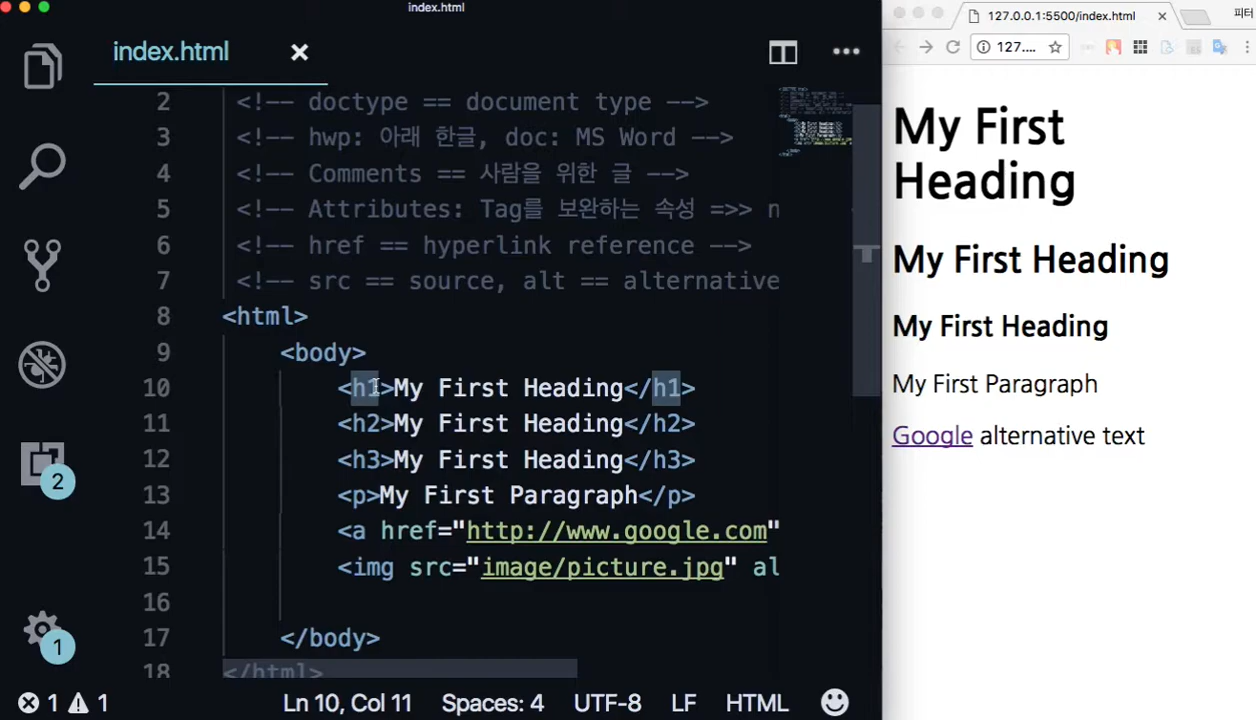 index.html
index.html
2 <!-- doctype == document type -->
3 <!-- hwp: 아래 한글, doc: MS Word -->
4 <!-- Comments == 사람을 위한 글 -->
5 <!-- Attributes: Tag를 보완하는 속성 =>> n
6 <!-- href == hyperlink reference -->
7 <!-- src == source, alt == alternative
8 <html>
9 <body>
10 <h1>My First Heading</h1>
11 <h2>My First Heading</h2>
12 <h3>My First Heading</h3>
13 <p>My First Paragraph</p>
14 <a href="http://www.google.com"
15 <img src="image/picture.jpg" al
16
17 </body>
18 </html>
2
1
1 1 Ln 10, Col 11 Spaces: 4 UTF-8 LF HTML
127.0.0.1:5500/index.html 피터
127....
My First
Heading
My First Heading
My First Heading
My First Paragraph
Google alternative text